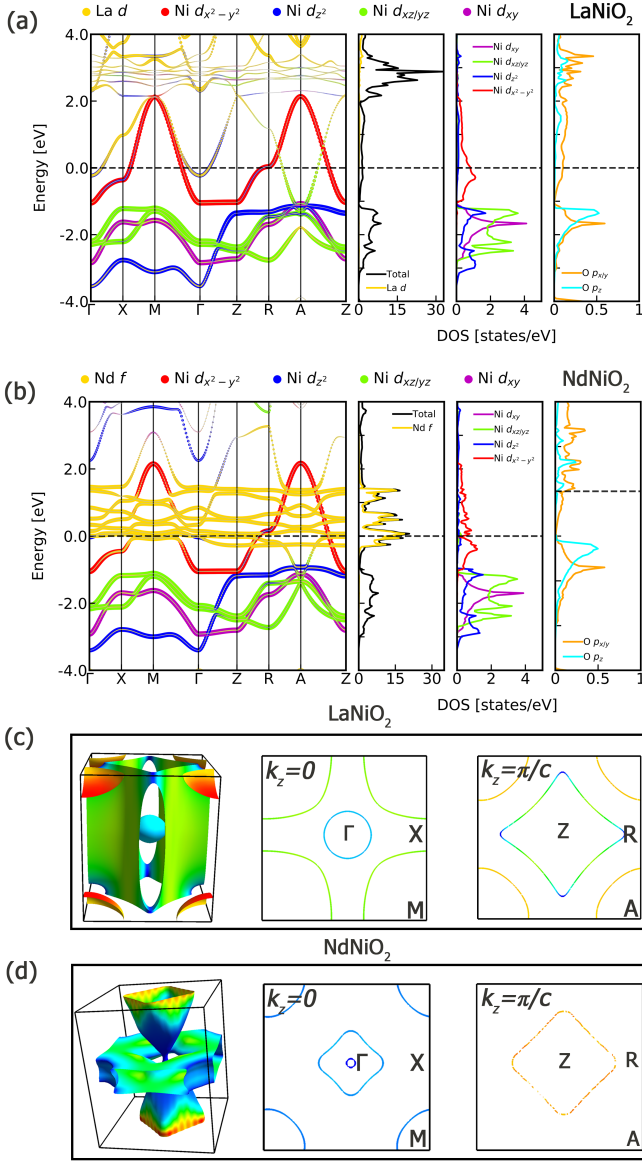 (a)
La d
Ni dx²−y²
Ni dz²
Ni dxz/yz
Ni dxy
LaNiO₂
4.0
2.0
0.0
-2.0
-4.0
Energy [eV]
Γ X M Γ Z R A Z
Total
La d
0 15 30
Ni dxy
Ni dxz/yz
Ni dz²
Ni dx²−y²
0 2 4
DOS [states/eV]
O px/y
O pz
0 0.5 1
(b)
Nd f
Ni dx²−y²
Ni dz²
Ni dxz/yz
Ni dxy
NdNiO₂
4.0
2.0
0.0
-2.0
-4.0
Energy [eV]
Γ X M Γ Z R A Z
Total
Nd f
0 15 30
Ni dxy
Ni dxz/yz
Ni dz²
Ni dx²−y²
0 2 4
DOS [states/eV]
O px/y
O pz
0 0.5 1
LaNiO₂
(c)
kz=0
Γ X
M
kz=π/c
Z R
A
NdNiO₂
(d)
kz=0
Γ X
M
kz=π/c
Z R
A